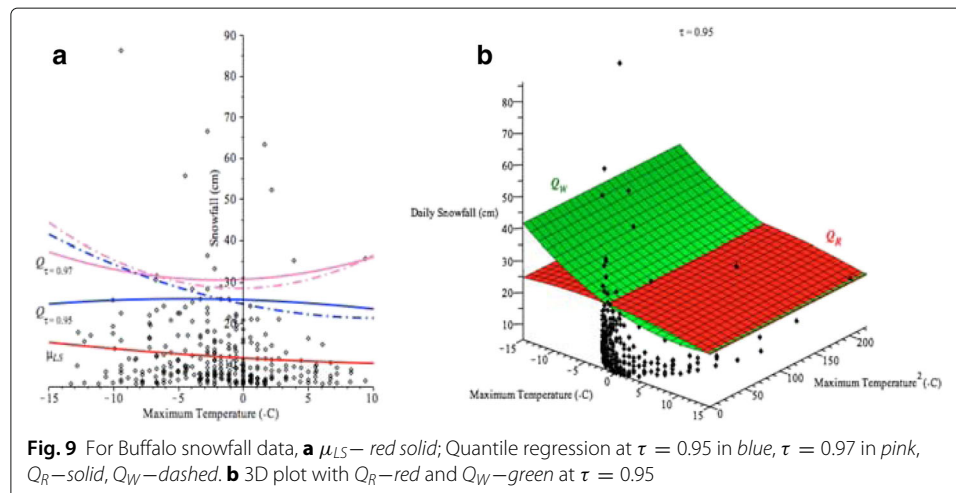 a
90
80
70
60
50
40
30
20
Snowfall (cm)
Q τ = 0.97
Q τ = 0.95
μLS
−15 −10 −5 0 5 10
Maximum Temperature (-C)
b
τ = 0.95
80
70
60
50
40
30
20
10
Daily Snowfall (cm)
QW
QR
-15 -10 -5 0 5 10 15
Maximum Temperature (-C)
0 50 100 150 200
Maximum Temperature² (-C)
Fig. 9 For Buffalo snowfall data, a μLS− red solid; Quantile regression at τ = 0.95 in blue, τ = 0.97 in pink,
QR−solid, QW−dashed. b 3D plot with QR−red and QW−green at τ = 0.95